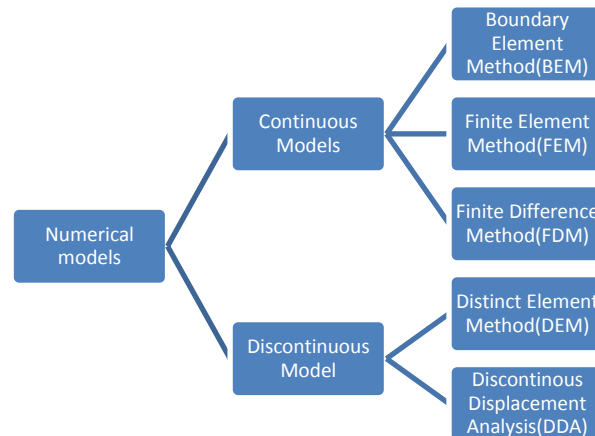 Numerical
models
Continuous
Models
Discontinuous
Model
Boundary
Element
Method(BEM)
Finite Element
Method(FEM)
Finite Difference
Method(FDM)
Distinct Element
Method(DEM)
Discontinous
Displacement
Analysis(DDA)